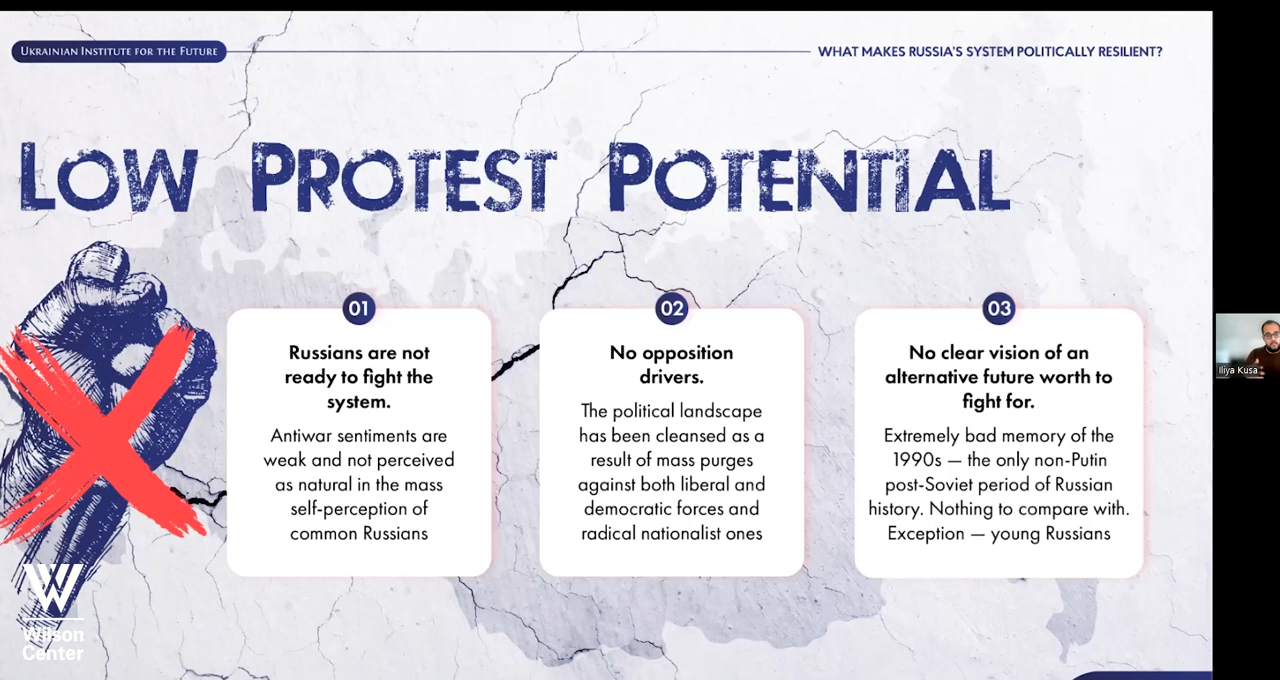 UKRAINIAN INSTITUTE FOR THE FUTURE
WHAT MAKES RUSSIA'S SYSTEM POLITICALLY RESILIENT?
LOW PROTEST POTENTIAL
01
Russians are not
ready to fight the
system.
Antiwar sentiments are
weak and not perceived
as natural in the mass
self-perception of
common Russians
02
No opposition
drivers.
The political landscape
has been cleansed as a
result of mass purges
against both liberal and
democratic forces and
radical nationalist ones
03
No clear vision of an
alternative future worth to
fight for.
Extremely bad memory of the
1990s — the only non-Putin
post-Soviet period of Russian
history. Nothing to compare with.
Exception — young Russians
Iliya Kusa
Wilson
Center